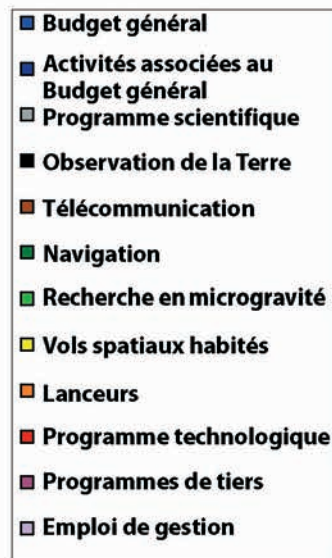 Budget général
Activités associées au
Budget général
Programme scientifique
Observation de la Terre
Télécommunication
Navigation
Recherche en microgravité
Vols spatiaux habités
Lanceurs
Programme technologique
Programmes de tiers
Emploi de gestion